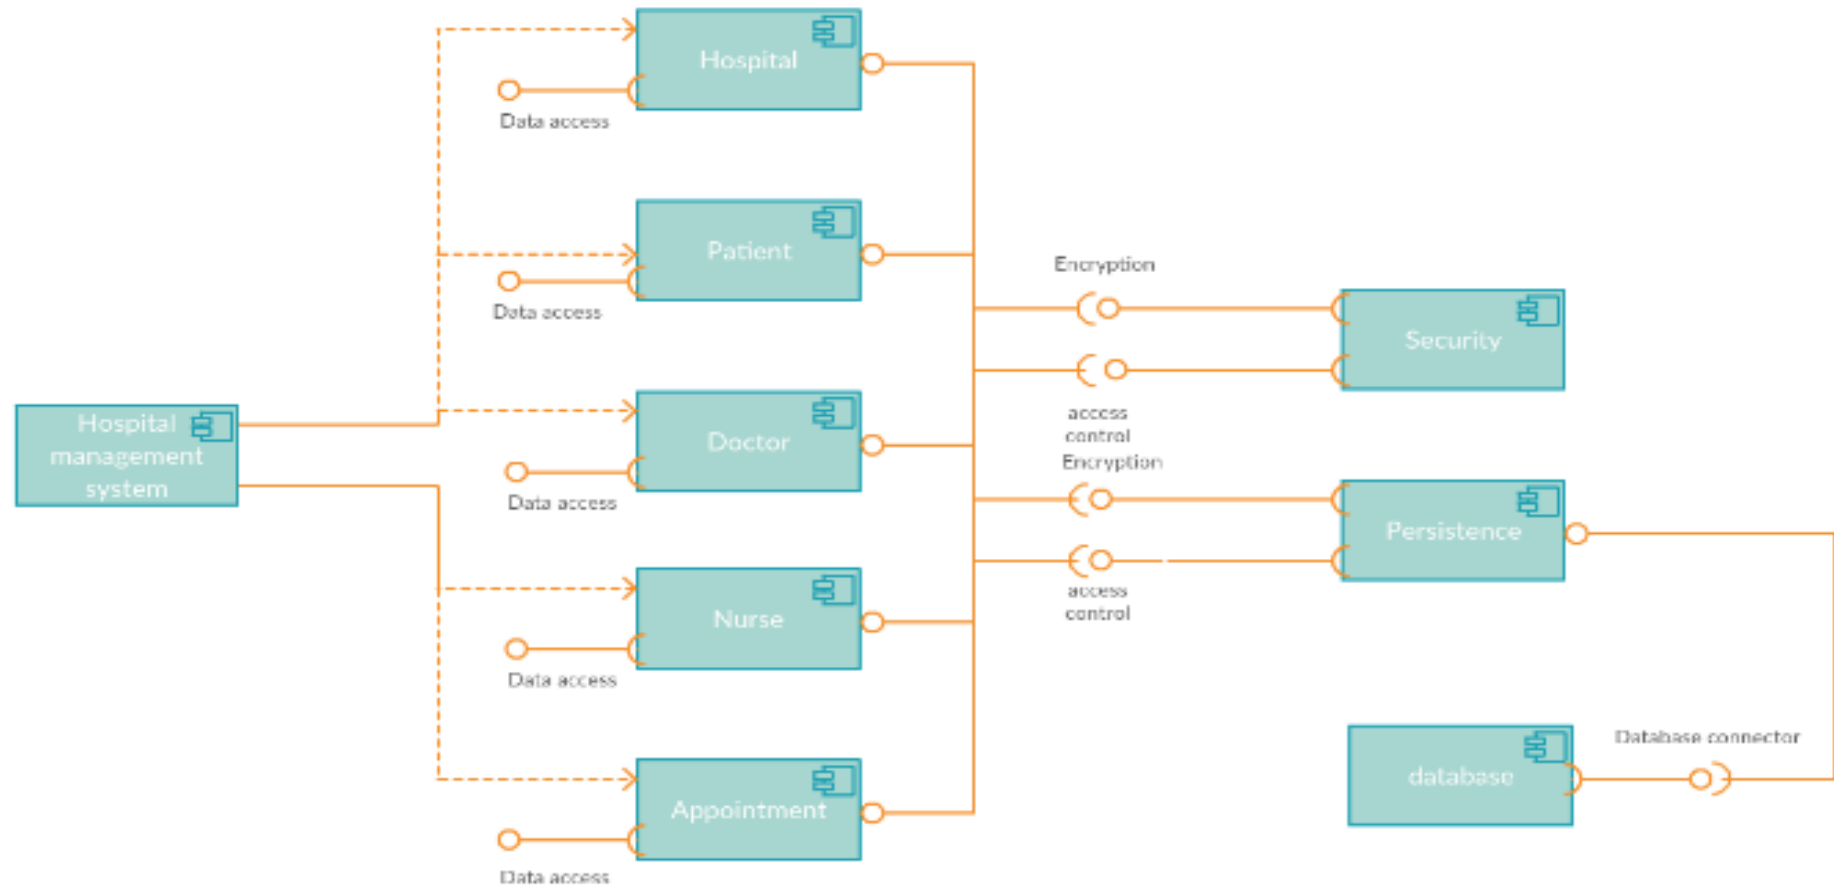 Hospital
Data access
Patient
Data access
Hospital
management
system
Doctor
Data access
Nurse
Data access
Appointment
Data access
Encryption
access
control
Encryption
access
control
Security
Persistence
Database connector
database